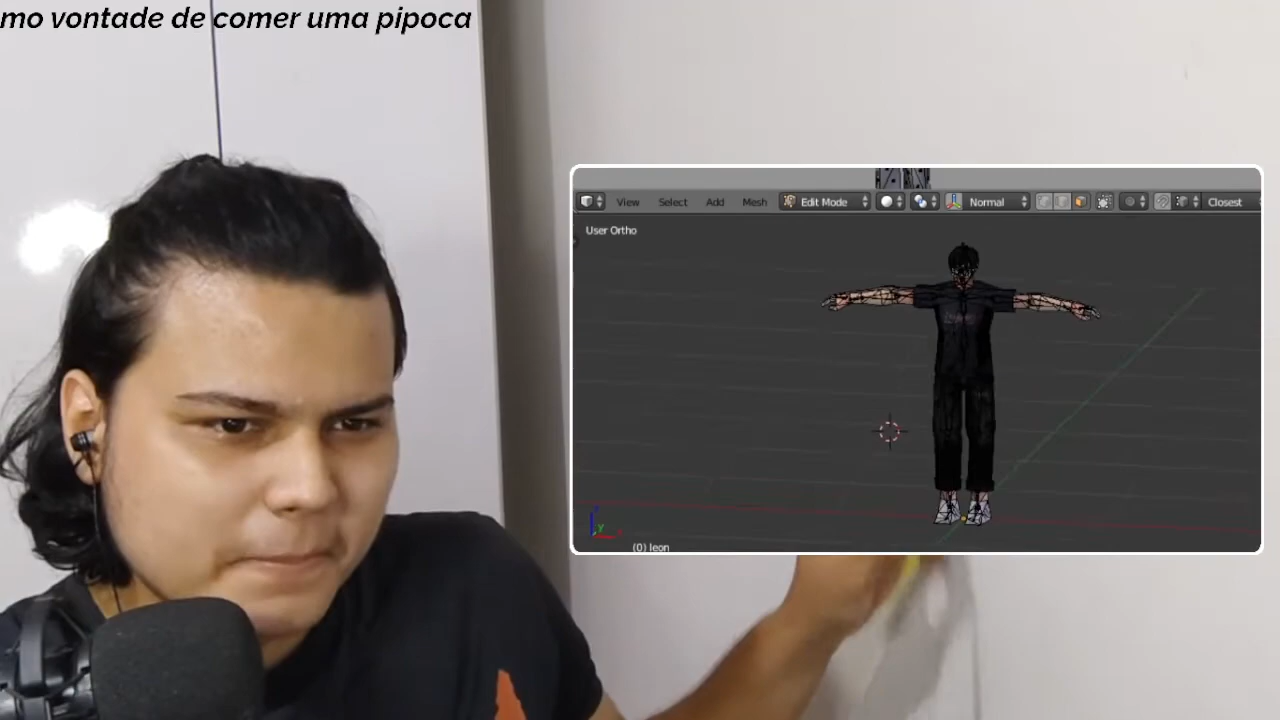 mo vontade de comer uma pipoca
View Select Add Mesh Edit Mode Normal Closest
User Ortho
(0) leon